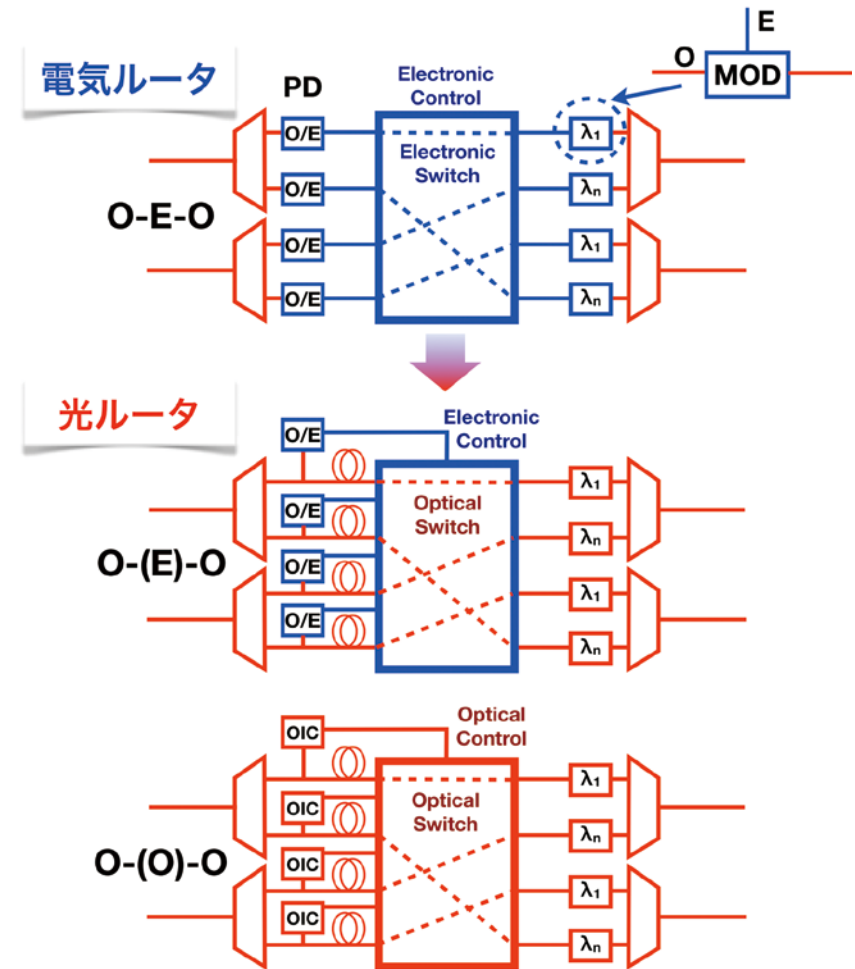 E
O
MOD
電気ルータ
PD
Electronic
Control
O/E
Electronic
Switch
λ1
O/E
λn
O-E-O
O/E
λ1
O/E
λn
光ルータ
Electronic
Control
O/E
Optical
Switch
λ1
O/E
λn
O-(E)-O
O/E
λ1
O/E
λn
Optical
Control
OIC
Optical
Switch
λ1
OIC
λn
O-(O)-O
OIC
λ1
OIC
λn